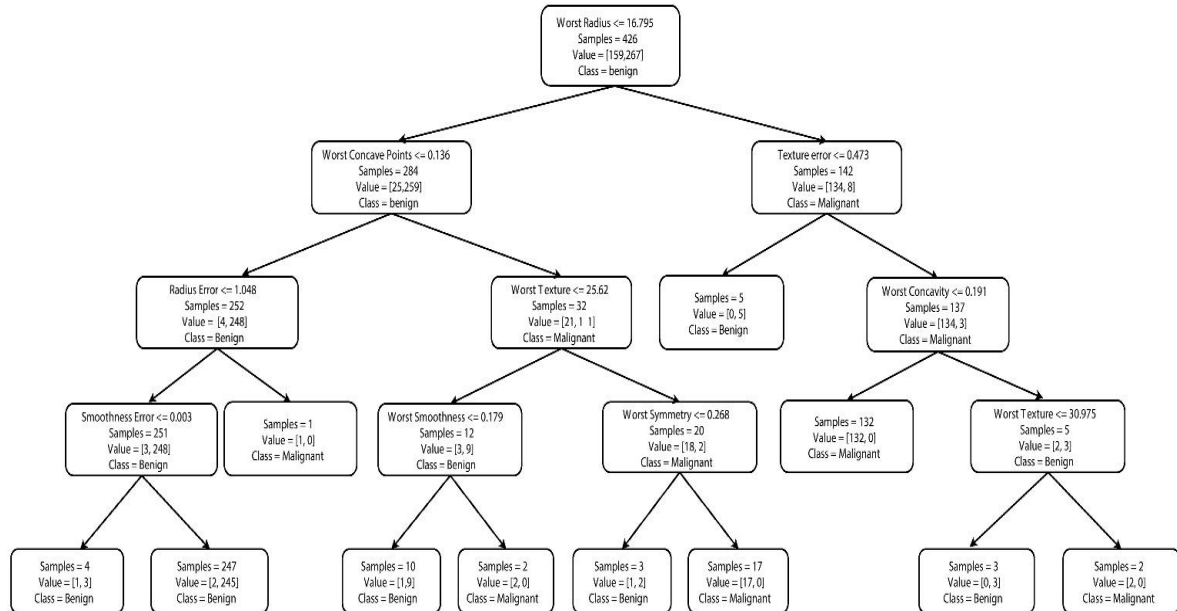 Worst Radius <= 16.795
Samples = 426
Value = [159,267]
Class = benign
Worst Concave Points <= 0.136
Samples = 284
Value = [25,259]
Class = benign
Texture error <= 0.473
Samples = 142
Value = [134, 8]
Class = Malignant
Radius Error <= 1.048
Samples = 252
Value = [4, 248]
Class = Benign
Worst Texture <= 25.62
Samples = 32
Value = [21, 1 1]
Class = Malignant
Samples = 5
Value = [0, 5]
Class = Benign
Worst Concavity <= 0.191
Samples = 137
Value = [134, 3]
Class = Malignant
Smoothness Error <= 0.003
Samples = 251
Value = [3, 248]
Class = Benign
Samples = 1
Value = [1, 0]
Class = Malignant
Worst Smoothness <= 0.179
Samples = 12
Value = [3, 9]
Class = Benign
Worst Symmetry <= 0.268
Samples = 20
Value = [18, 2]
Class = Malignant
Samples = 132
Value = [132, 0]
Class = Malignant
Worst Texture <= 30.975
Samples = 5
Value = [2, 3]
Class = Benign
Samples = 4
Value = [1, 3]
Class = Benign
Samples = 247
Value = [2, 245]
Class = Benign
Samples = 10
Value = [1,9]
Class = Benign
Samples = 2
Value = [2, 0]
Class = Malignant
Samples = 3
Value = [1, 2]
Class = benign
Samples = 17
Value = [17, 0]
Class = Malignant
Samples = 3
Value = [0, 3]
Class = Benign
Samples = 2
Value = [2, 0]
Class = Malignant